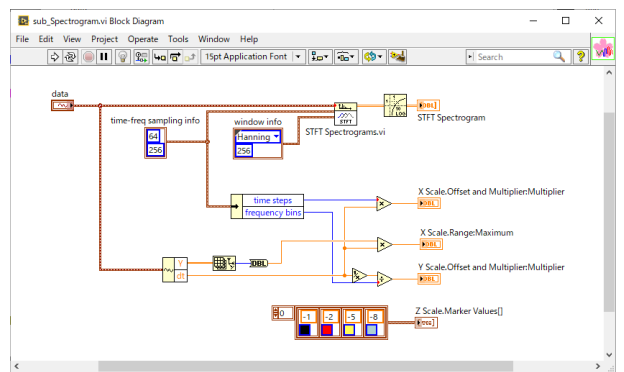 sub_Spectrogram.vi Block Diagram
File Edit View Project Operate Tools Window Help
15pt Application Font
Search
data
time-freq sampling info
64
256
window info
Hanning
256
STFT
STFT Spectrograms.vi
LOG
DBL
STFT Spectrogram
time steps
frequency bins
X Scale.Offset and Multiplier:Multiplier
DBL
X Scale.Range:Maximum
DBL
Y
dt
DBL
Y Scale.Offset and Multiplier:Multiplier
DBL
0
-1 -2 -5 -8
Z Scale.Marker Values[]